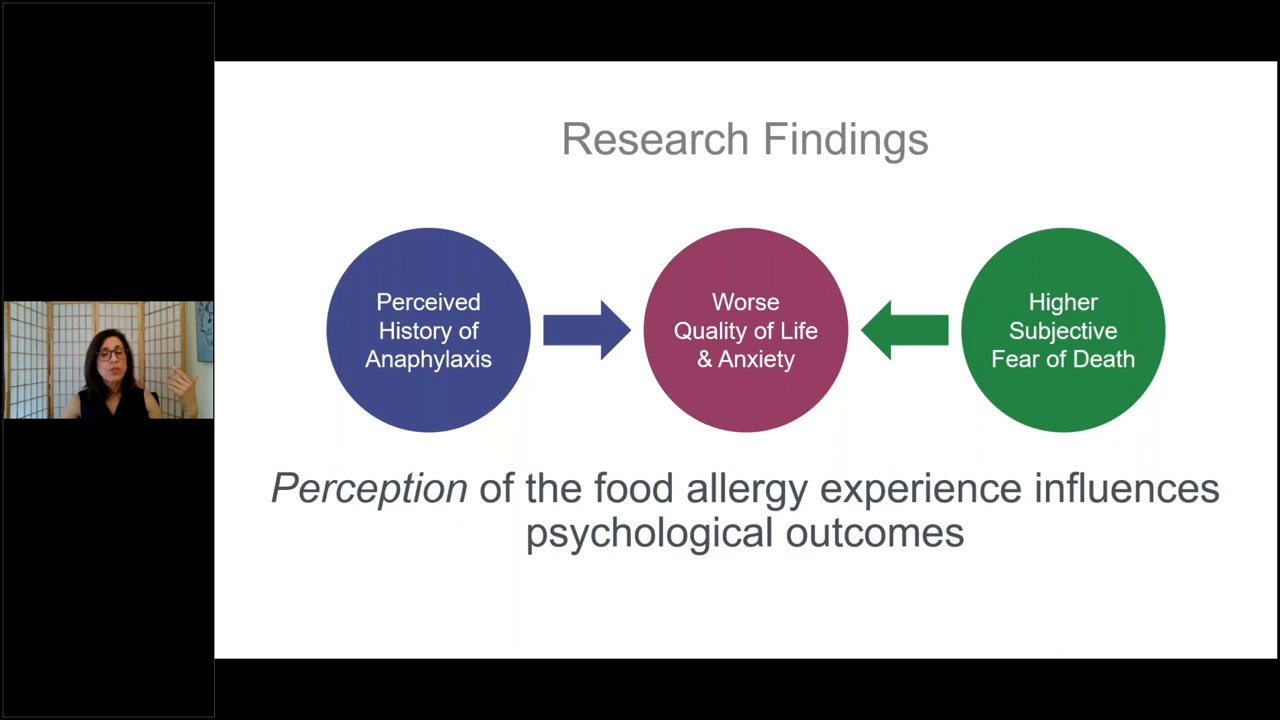 Research Findings
Perceived
History of
Anaphylaxis
Worse
Quality of Life
& Anxiety
Higher
Subjective
Fear of Death
Perception of the food allergy experience influences
psychological outcomes